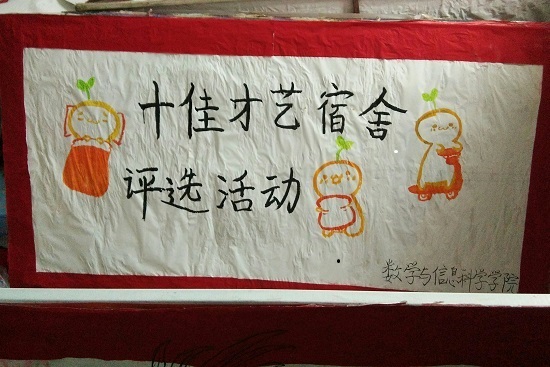 十佳才艺宿舍
评选活动
数学与信息科学学院